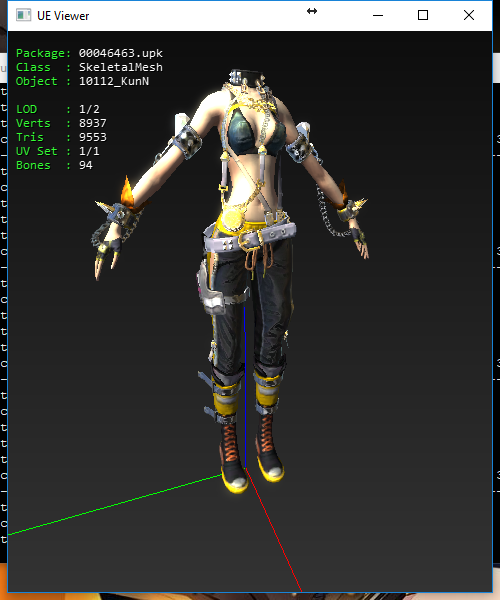 UE Viewer
Package: 00046463.upk
Class : SkeletalMesh
Object : 10112_KunN
LOD : 1/2
Verts : 8937
Tris : 9553
UV Set : 1/1
Bones : 94